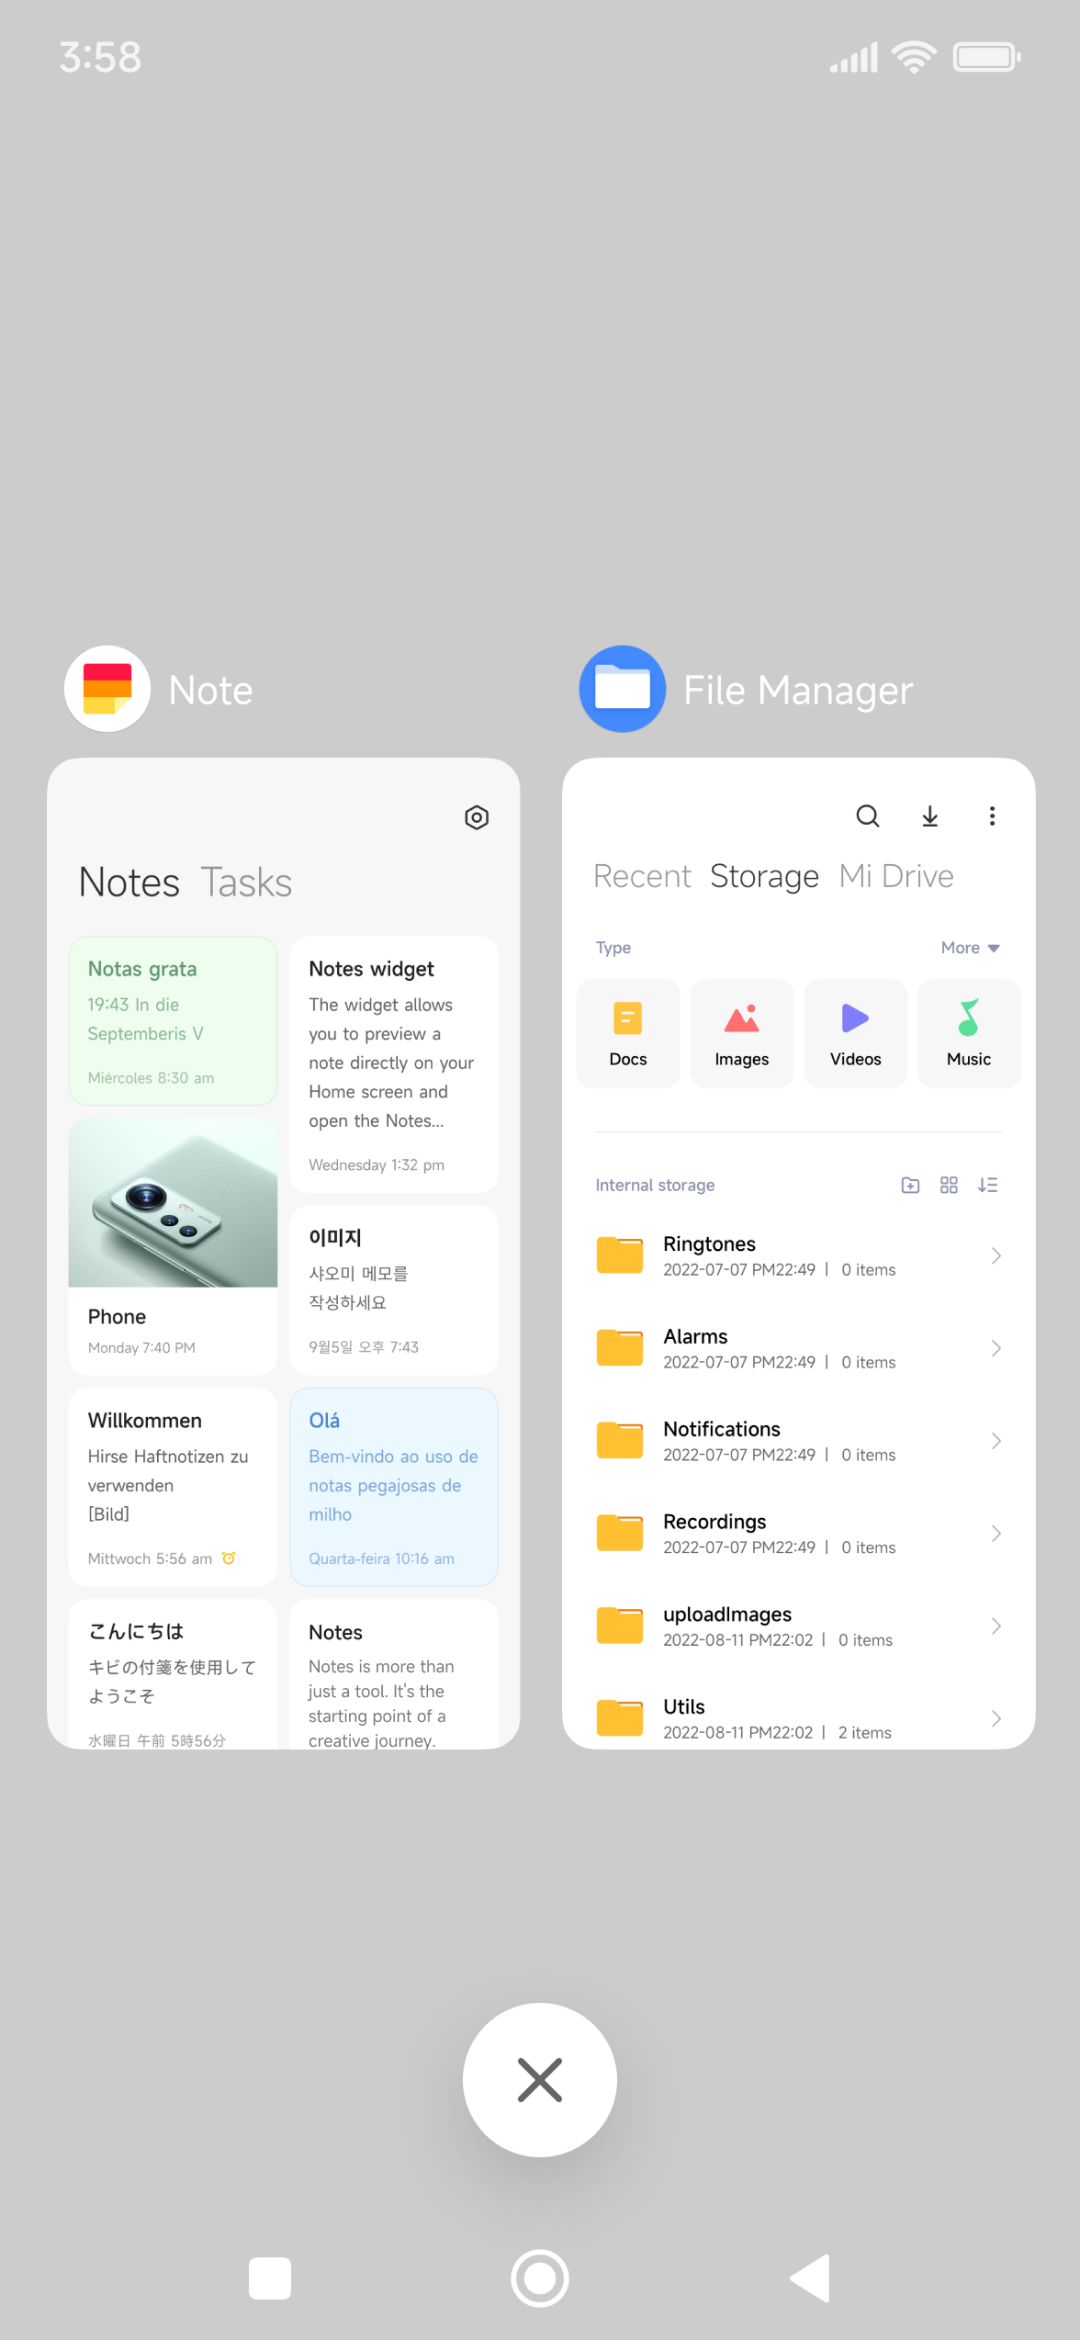 3:58
Note
Notes Tasks
Notas grata
19:43 In die
Septemberis V
Miércoles 8:30 am
Phone
Monday 7:40 PM
Willkommen
Hirse Haftnotizen zu
verwenden
[Bild]
Mittwoch 5:56 am
こんにちは
キビの付箋を使用して
ようこそ
水曜日 午前 5時56分
Notes widget
The widget allows
you to preview a
note directly on your
Home screen and
open the Notes...
Wednesday 1:32 pm
이미지
샤오미 메모를
작성하세요
9월5일 오후 7:43
Olá
Bem-vindo ao uso de
notas pegajosas de
milho
Quarta-feira 10:16 am
Notes
Notes is more than
just a tool. It's the
starting point of a
creative journey.
File Manager
Recent Storage Mi Drive
Type More
Docs Images Videos Music
Internal storage
Ringtones
2022-07-07 PM22:49 | 0 items
Alarms
2022-07-07 PM22:49 | 0 items
Notifications
2022-07-07 PM22:49 | 0 items
Recordings
2022-07-07 PM22:49 | 0 items
uploadImages
2022-08-11 PM22:02 | 0 items
Utils
2022-08-11 PM22:02 | 2 items